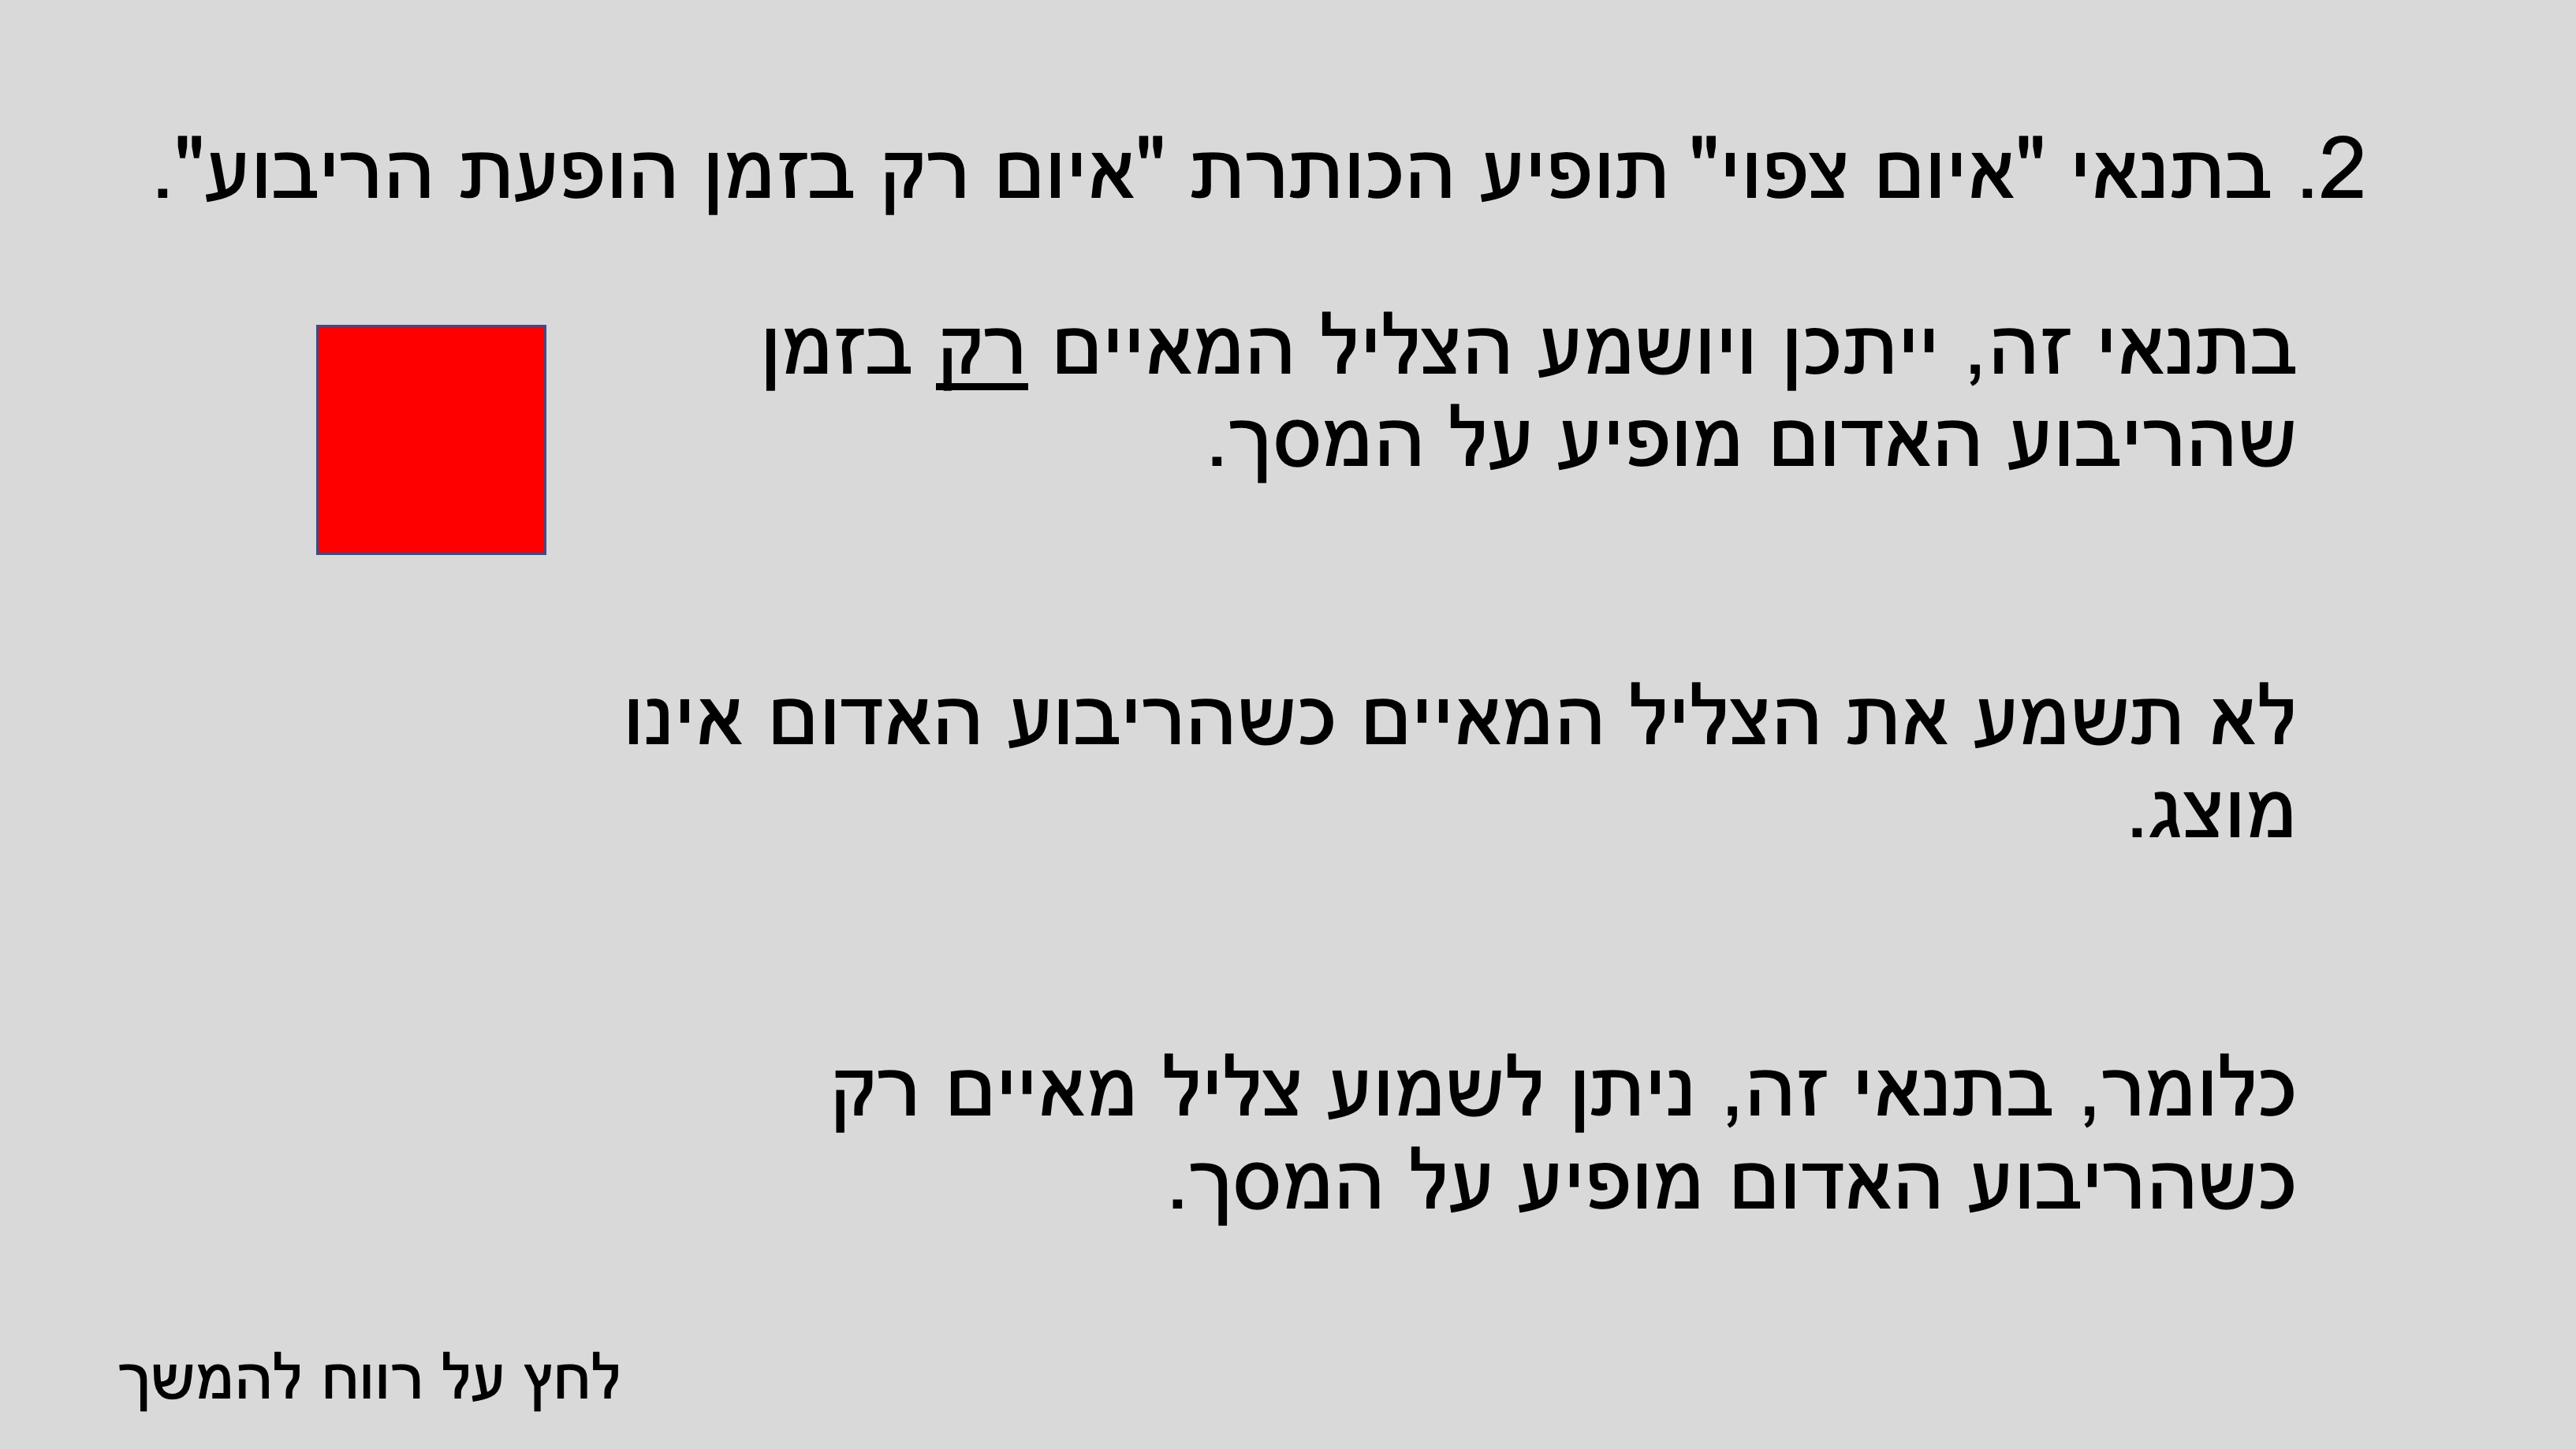 2. בתנאי "איום צפוי" תופיע הכותרת "איום רק בזמן הופעת הריבוע".
בתנאי זה, ייתכן ויושמע הצליל המאיים רק בזמן
שהריבוע האדום מופיע על המסך.
לא תשמע את הצליל המאיים כשהריבוע האדום אינו
מוצג.
כלומר, בתנאי זה, ניתן לשמוע צליל מאיים רק
כשהריבוע האדום מופיע על המסך.
לחץ על רווח להמשך